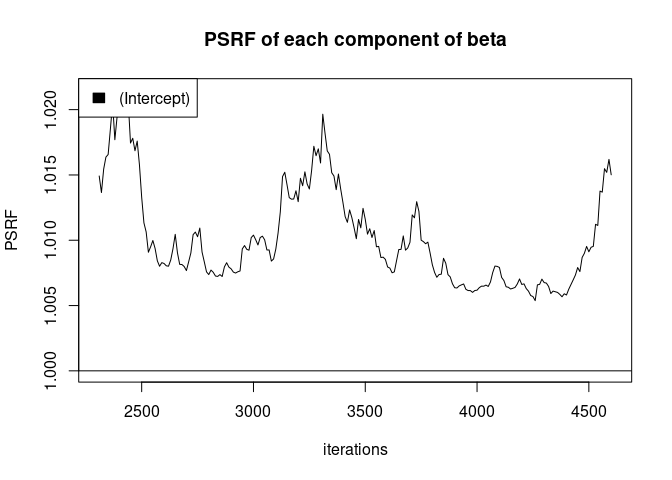 PSRF of each component of beta
(Intercept)
PSRF
1.020
1.015
1.010
1.005
1.000
2500 3000 3500 4000 4500
iterations